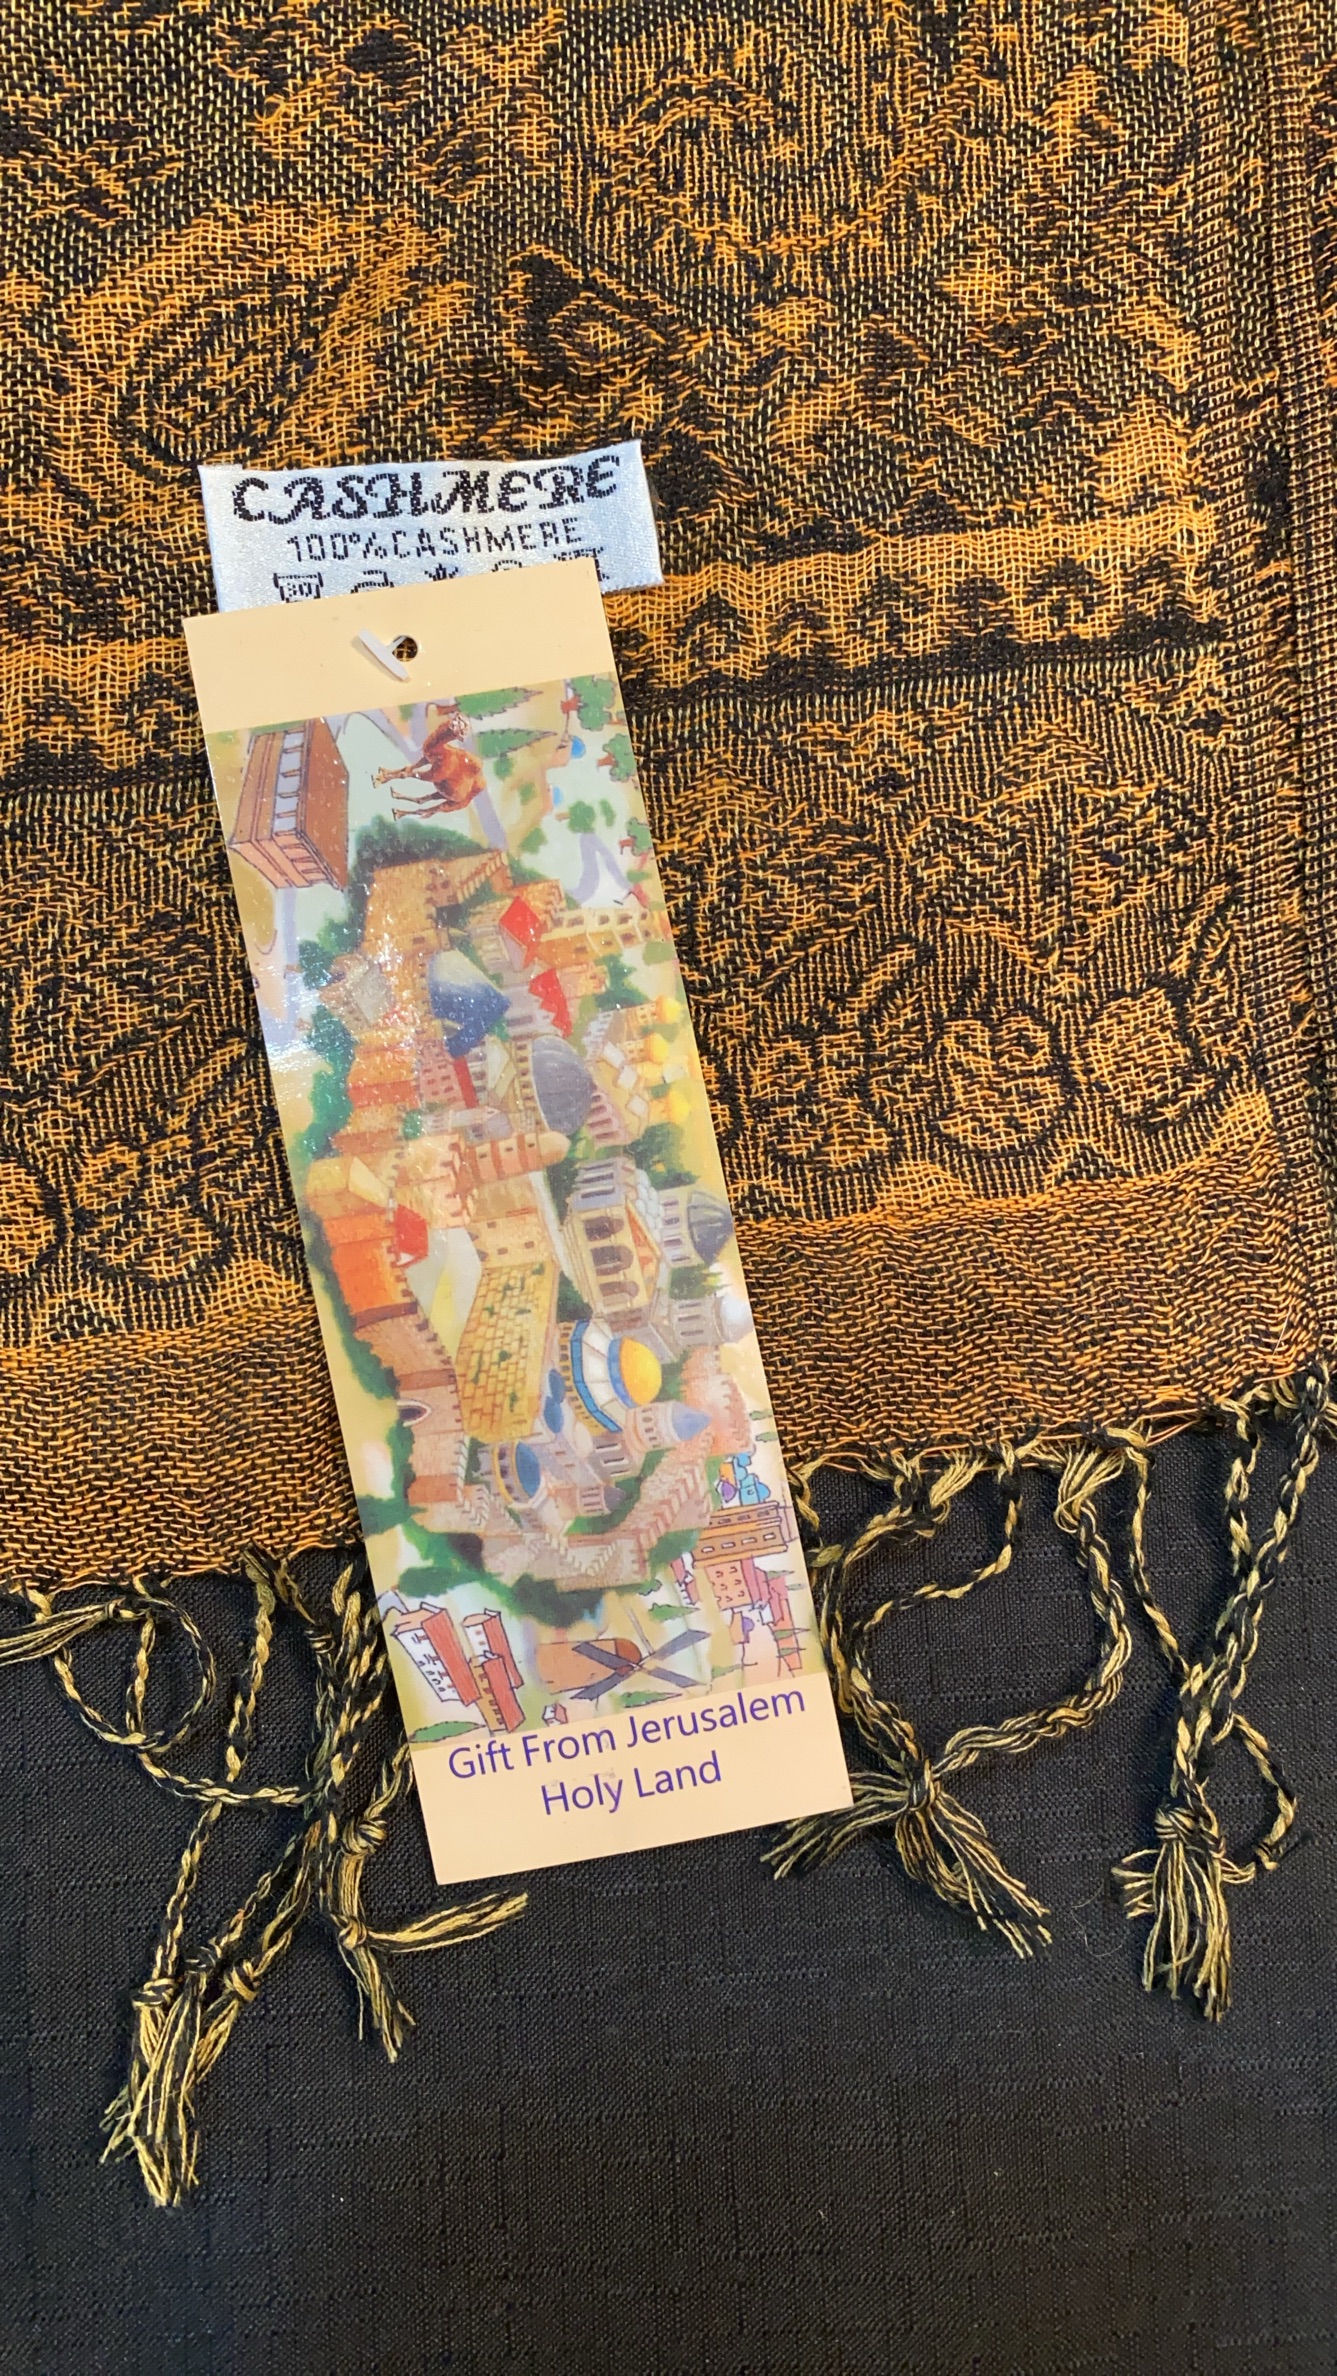 CASHMERE
100%CASHMERE
Gift From Jerusalem
Holy Land